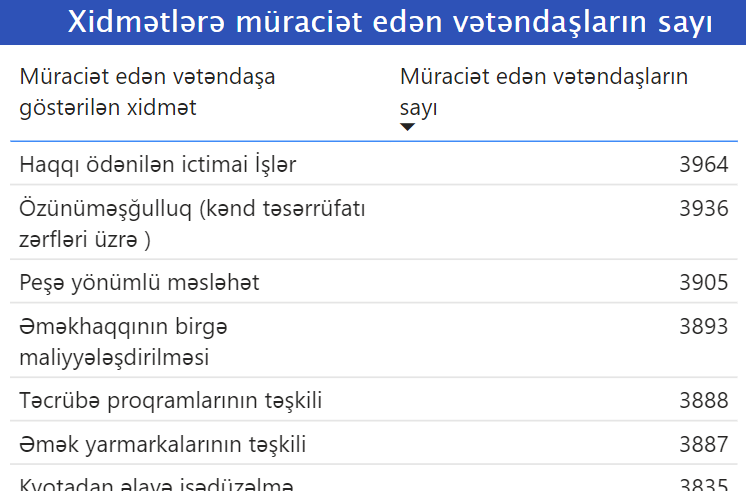 Xidmətlərə müraciət edən vətəndaşların sayı
Müraciət edən vətəndaşa
göstərilən xidmət
Müraciət edən vətəndaşların
sayı
Haqqı ödənilən ictimai İşlər 3964
Özünüməşğulluq (kənd təsərrüfatı
zərfləri üzrə ) 3936
Peşə yönümlü məsləhət 3905
Əməkhaqqının birgə
maliyyələşdirilməsi 3893
Təcrübə proqramlarının təşkili 3888
Əmək yarmarkalarının təşkili 3887
Kvotadan əlavə işədüzəlmə 3835